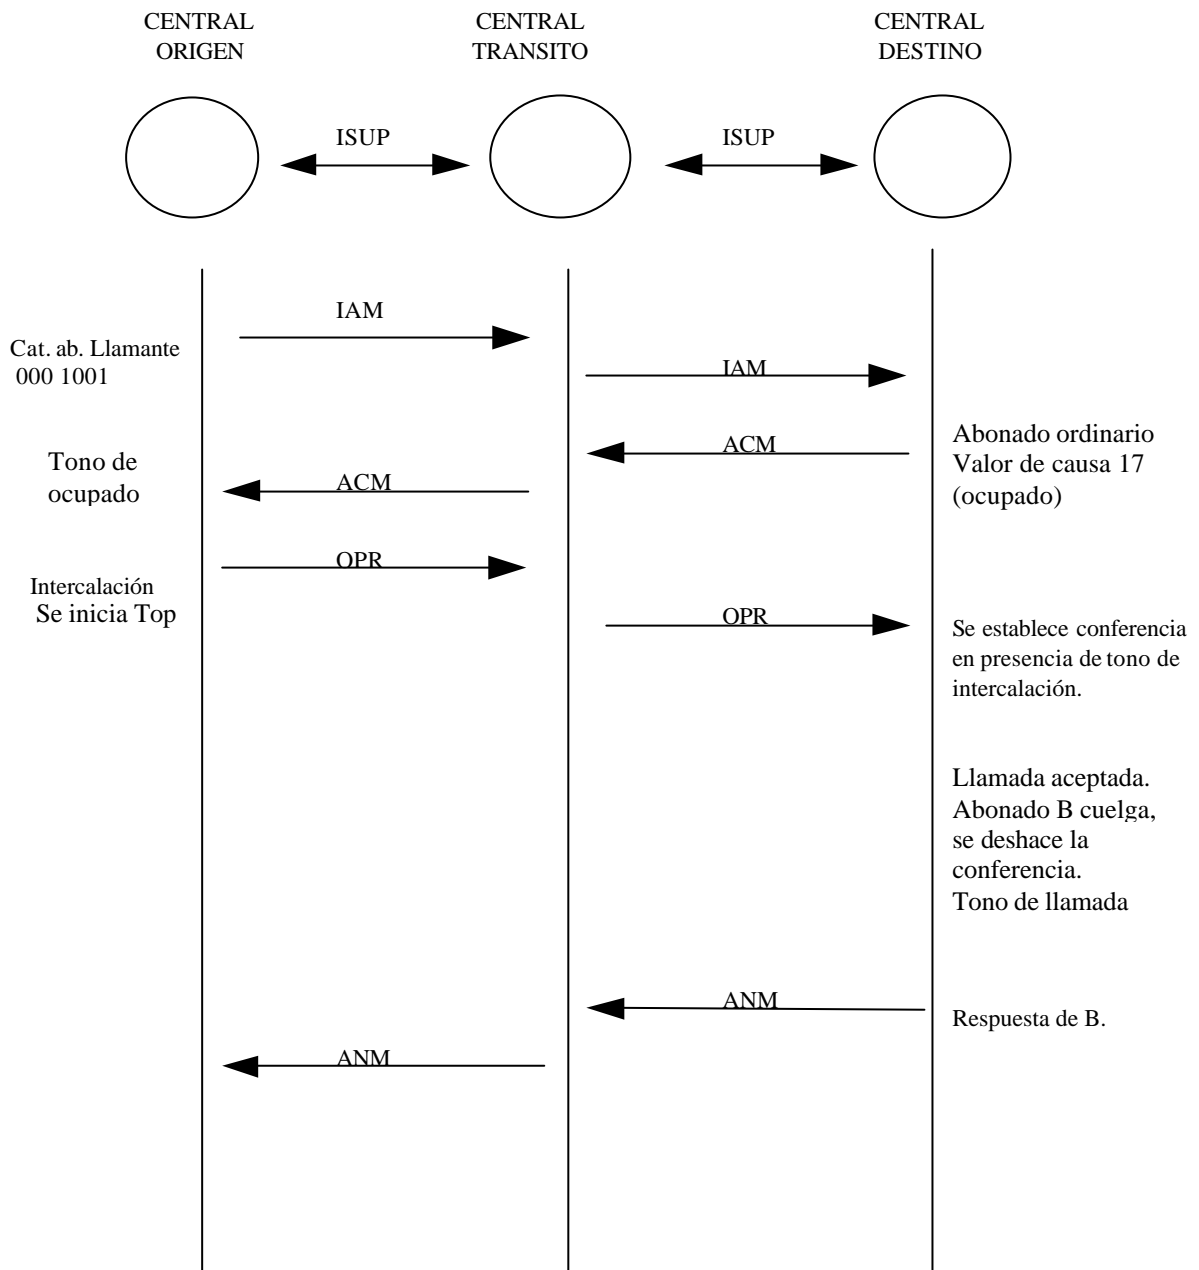 CENTRAL
ORIGEN
CENTRAL
TRANSITO
CENTRAL
DESTINO
ISUP
ISUP
IAM
Cat. ab. Llamante
000 1001
IAM
ACM
Abonado ordinario
Valor de causa 17
(ocupado)
Tono de
ocupado
ACM
OPR
Intercalación
Se inicia Top
OPR
Se establece conferencia
en presencia de tono de
intercalación.
Llamada aceptada.
Abonado B cuelga,
se deshace la
conferencia.
Tono de llamada
ANM
Respuesta de B.
ANM